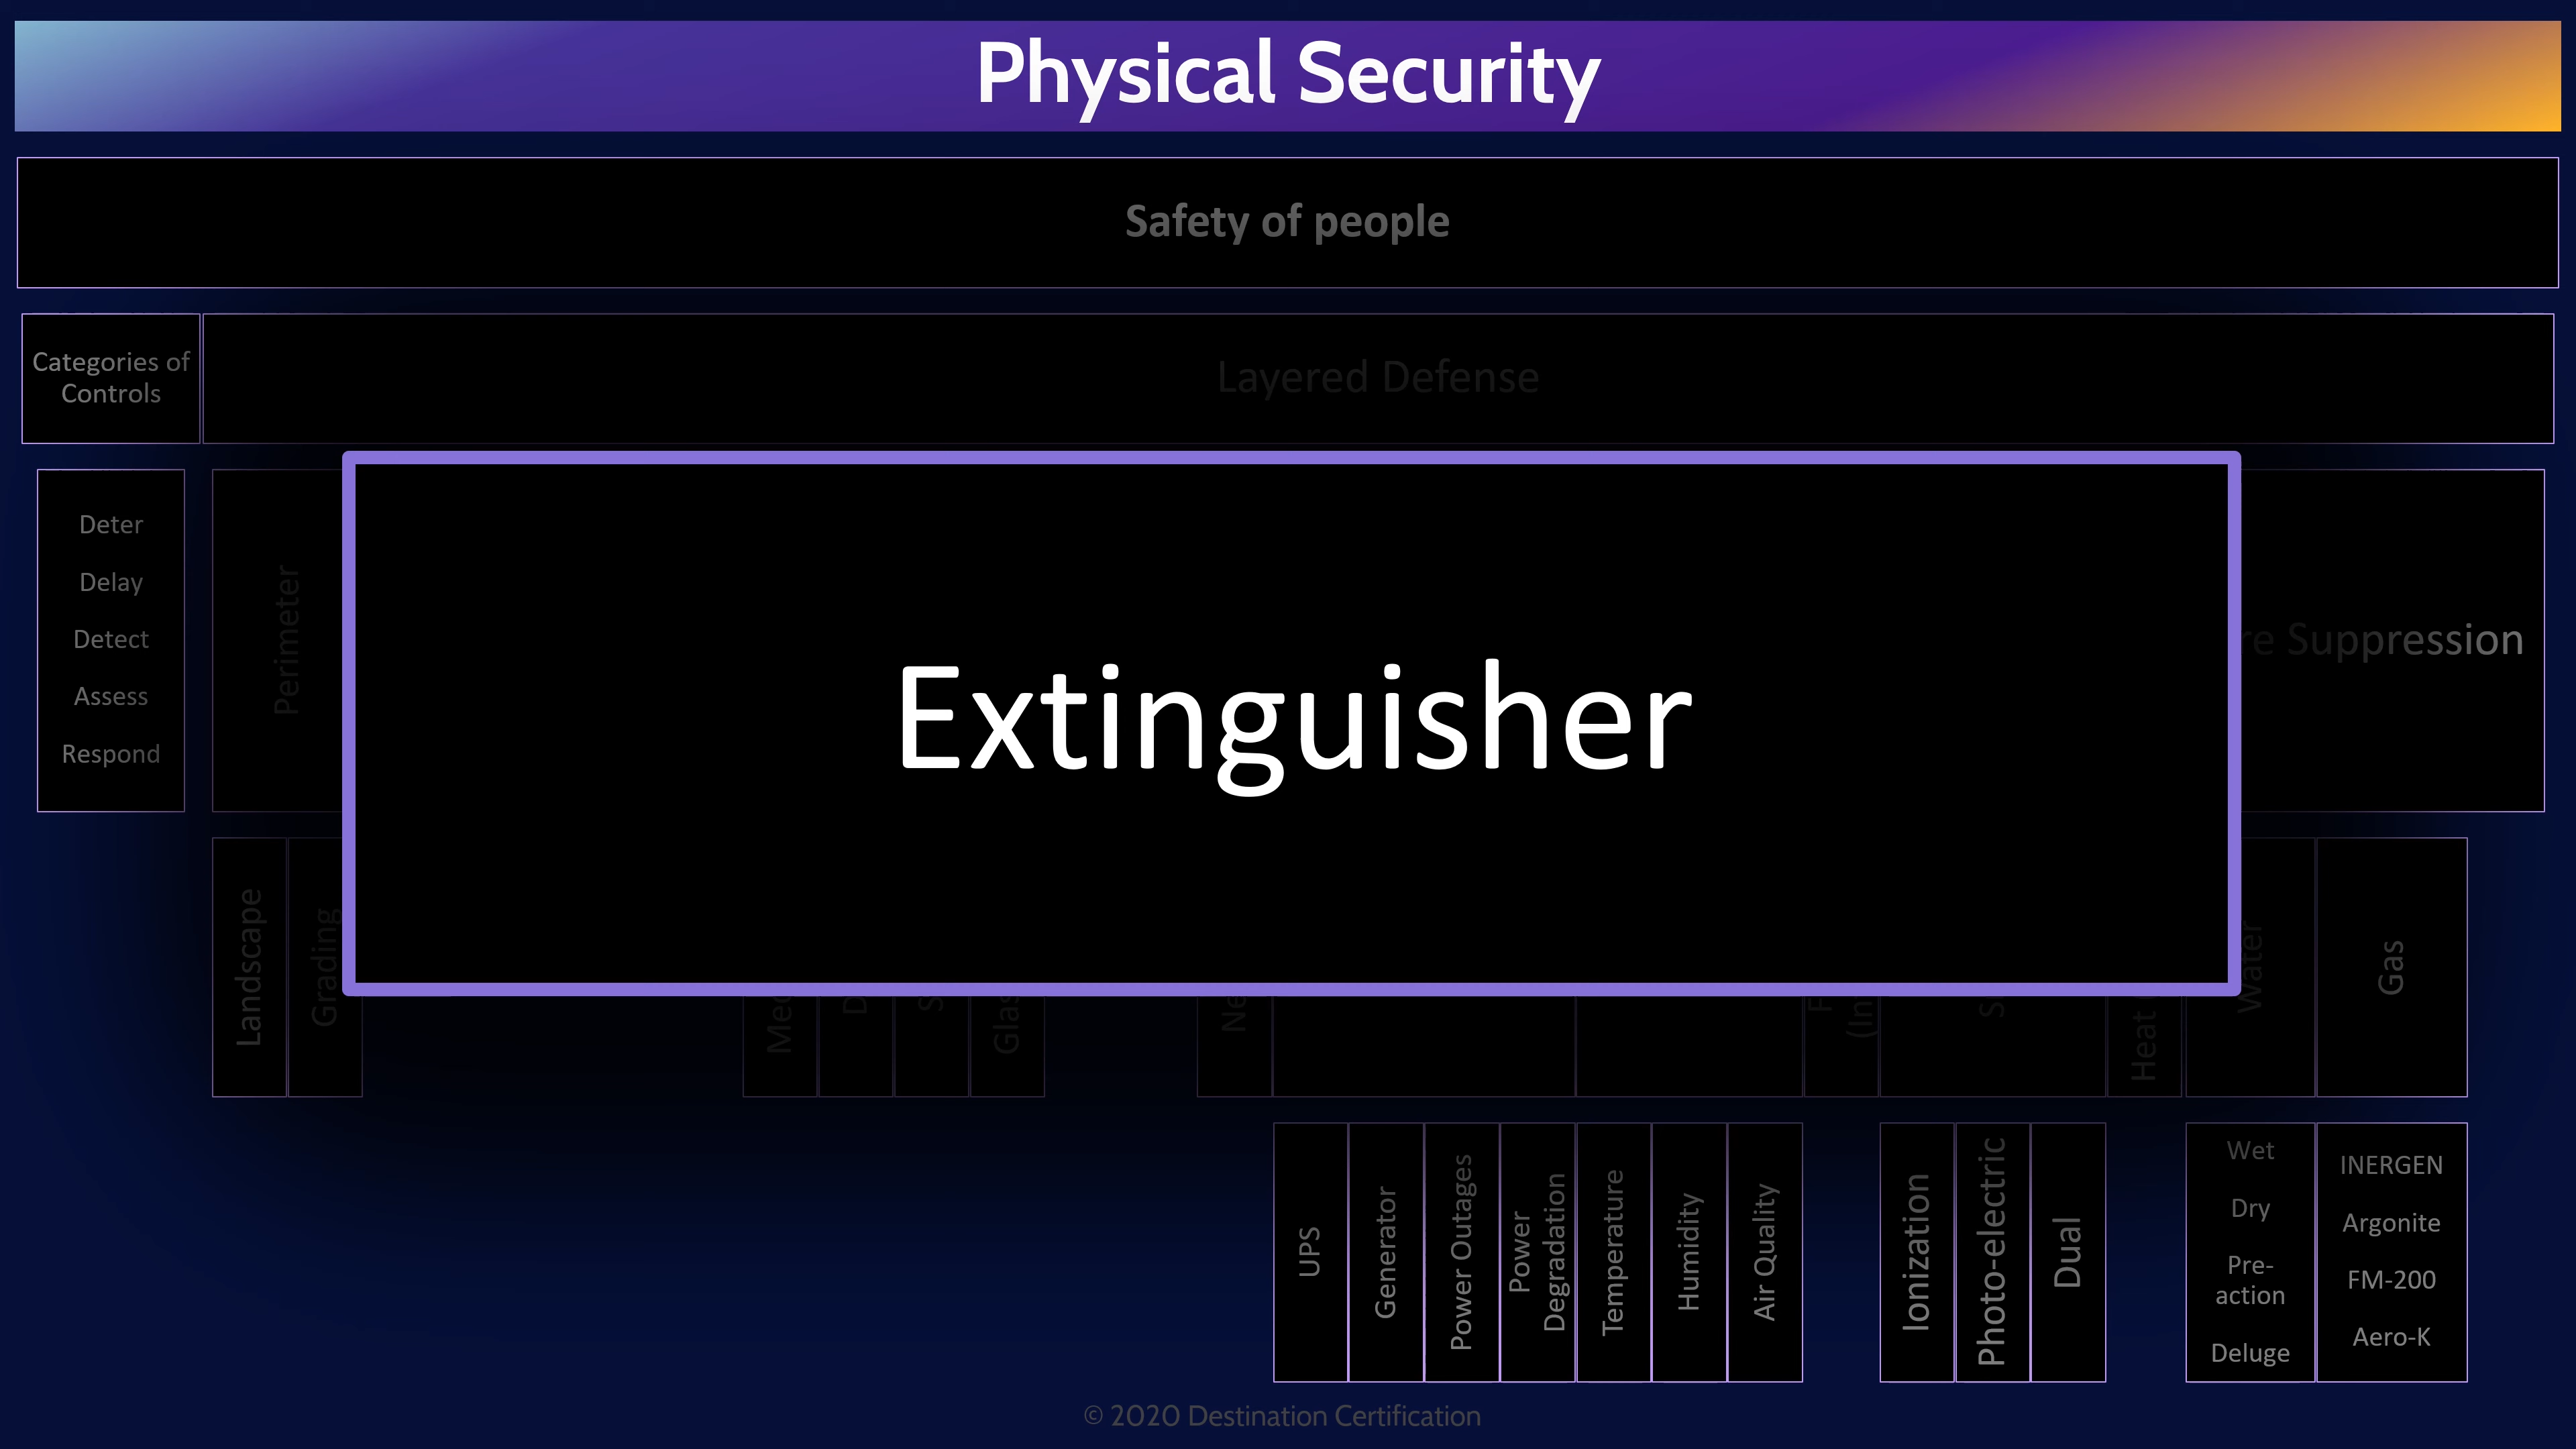 Physical Security
Safety of people
Categories of
Controls
Layered Defense
Deter
Delay
Detect
Assess
Respond
Perimeter
Extinguisher
Suppression
Landscape
Grading
Water
Gas
Heat
UPS
Generator
Power Outages
Power
Degradation
Temperature
Humidity
Air Quality
Ionization
Photo-electric
Dual
Wet
Dry
Pre-
action
Deluge
INERGEN
Argonite
FM-200
Aero-K
© 2020 Destination Certification